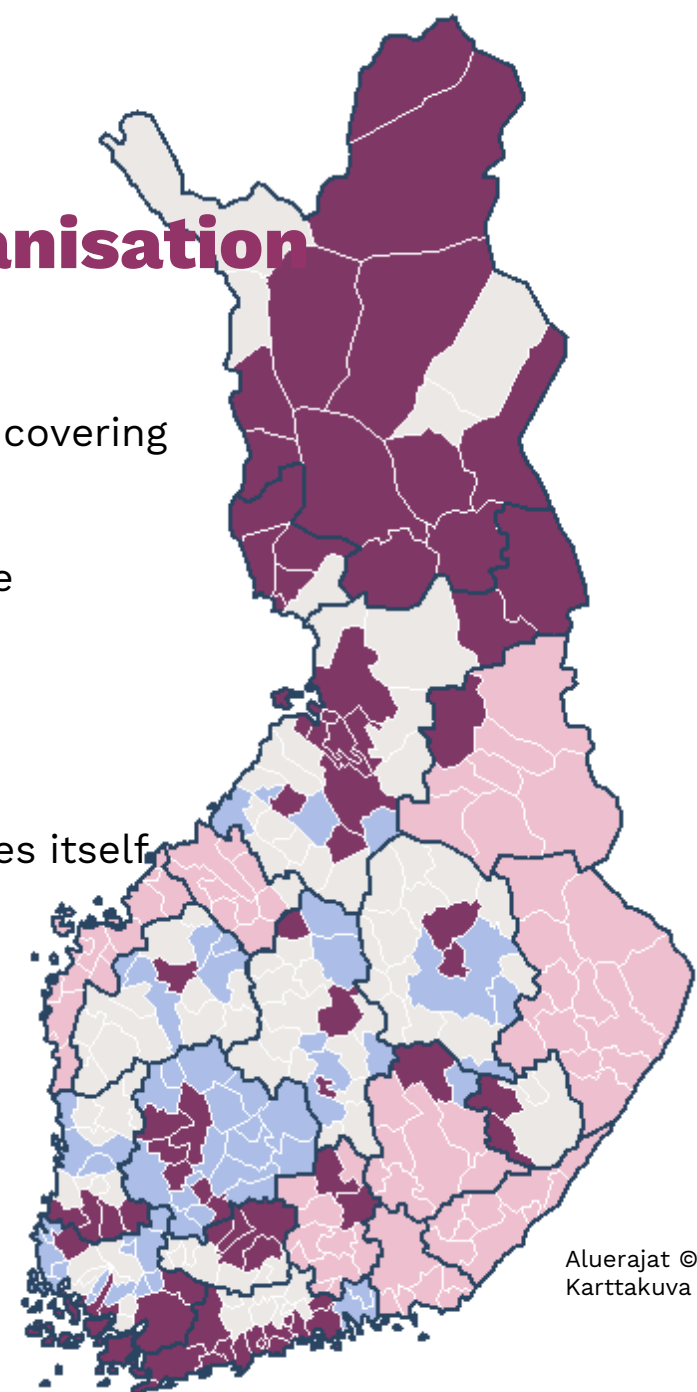 anisation
covering
e
es itself
Aluerajat ©
Karttakuva